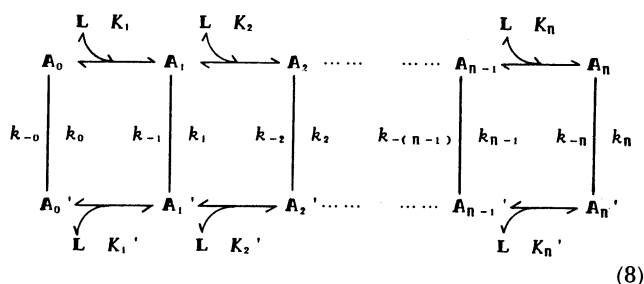 L K₁ L K₂ L Kₙ
A₀ A₁ A₂ ⋯⋯ ⋯⋯ Aₙ₋₁ Aₙ
k₋₀ k₀ k₋₁ k₁ k₋₂ k₂ k₋₍ₙ₋₁₎ kₙ₋₁ k₋ₙ kₙ
A₀' A₁' A₂' ⋯⋯ ⋯⋯ Aₙ₋₁' Aₙ'
L K₁' L K₂' L Kₙ'
(8)